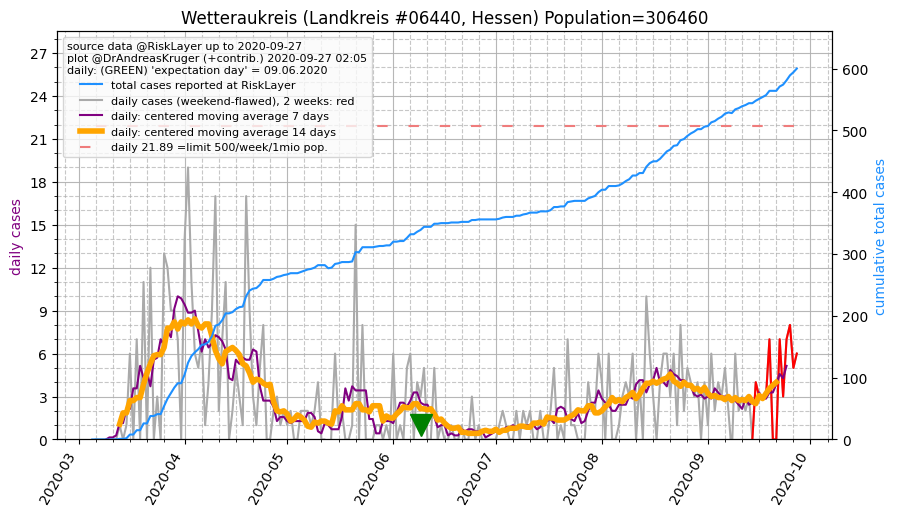 Wetteraukreis (Landkreis #06440, Hessen) Population=306460
source data @RiskLayer up to 2020-09-27
plot @DrAndreasKruger (+contrib.) 2020-09-27 02:05
daily: (GREEN) 'expectation day' = 09.06.2020
total cases reported at RiskLayer
daily cases (weekend-flawed), 2 weeks: red
daily: centered moving average 7 days
daily: centered moving average 14 days
daily 21.89 =limit 500/week/1mio pop.
daily cases
27
24
21
18
15
12
9
6
3
0
cumulative total cases
600
500
400
300
200
100
0
2020-03
2020-04
2020-05
2020-06
2020-07
2020-08
2020-09
2020-10